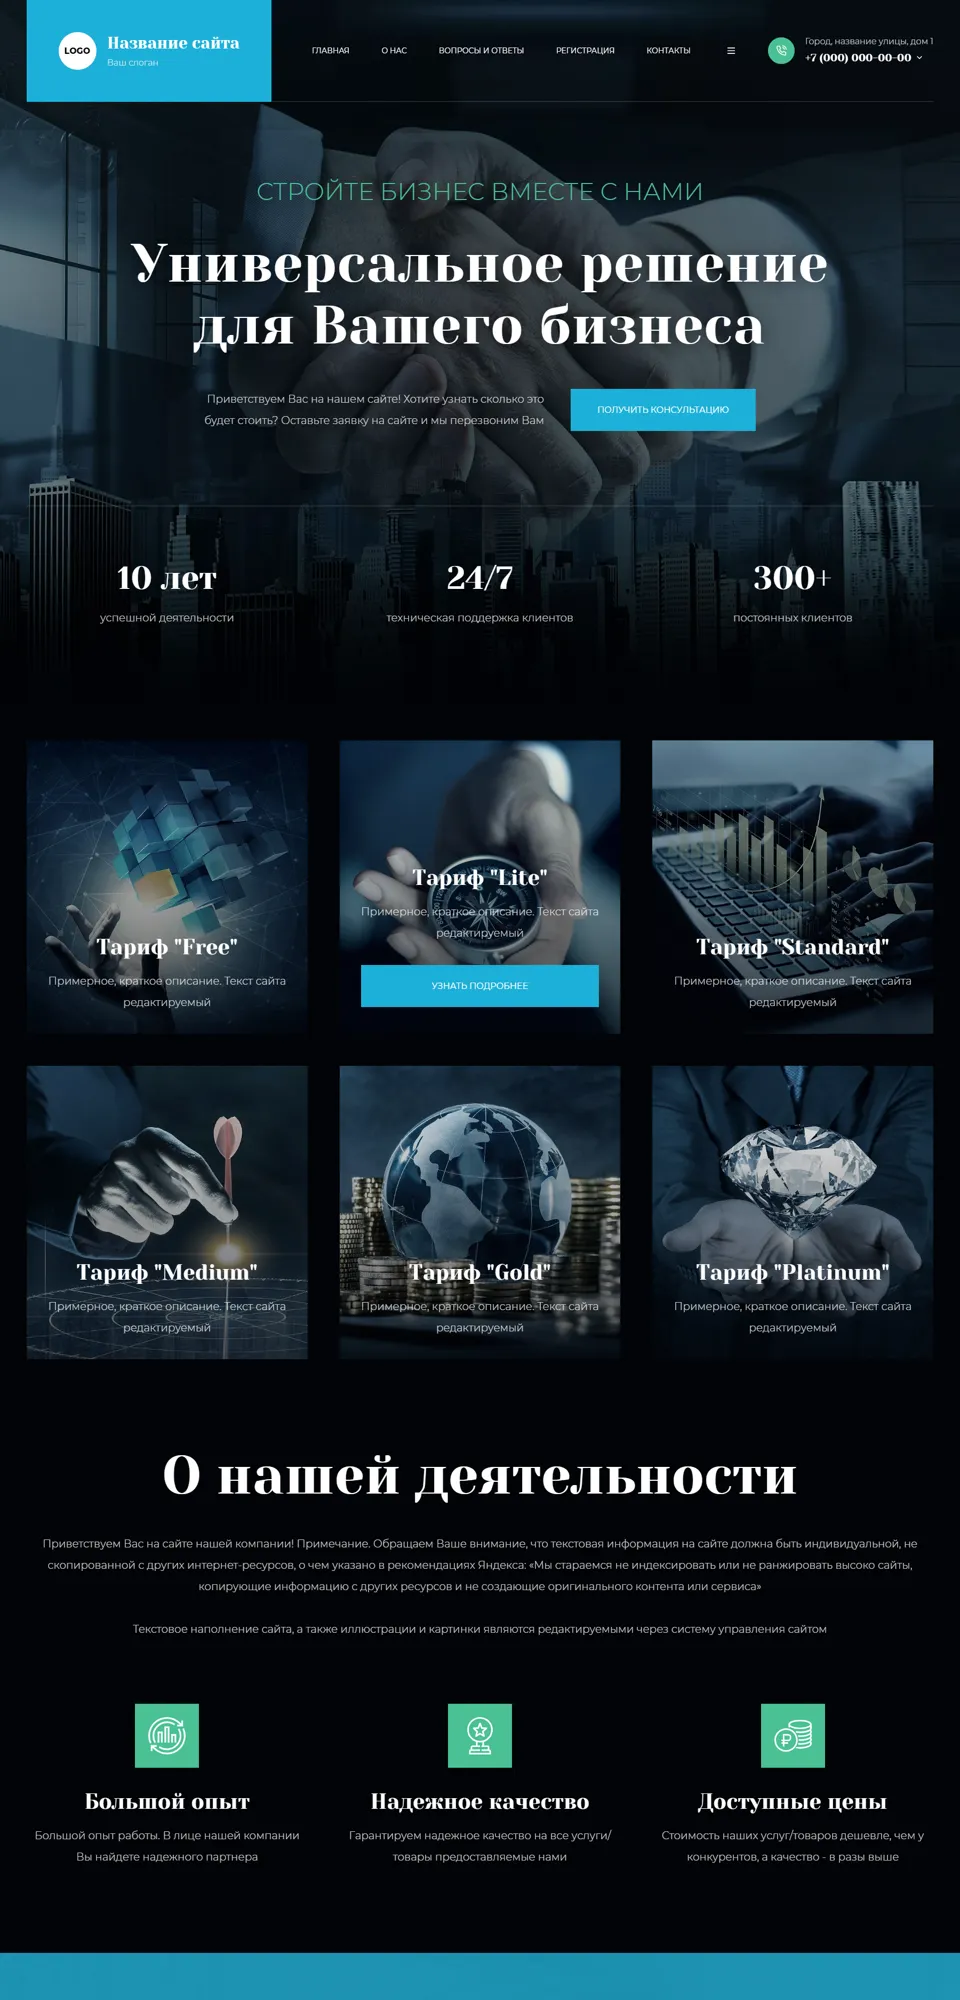 LOGO
Название сайта
Ваш слоган
ГЛАВНАЯ
О НАС
ВОПРОСЫ И ОТВЕТЫ
РЕГИСТРАЦИЯ
КОНТАКТЫ
Город, название улицы, дом 1
+7 (000) 000-00-00
СТРОЙТЕ БИЗНЕС ВМЕСТЕ С НАМИ
Универсальное решение
для Вашего бизнеса
Приветствуем Вас на нашем сайте! Хотите узнать сколько это
будет стоить? Оставьте заявку на сайте и мы перезвоним Вам
ПОЛУЧИТЬ КОНСУЛЬТАЦИЮ
10 лет
успешной деятельности
24/7
техническая поддержка клиентов
300+
постоянных клиентов
Тариф "Free"
Примерное, краткое описание. Текст сайта
редактируемый
Тариф "Lite"
Примерное, краткое описание. Текст сайта
редактируемый
УЗНАТЬ ПОДРОБНЕЕ
Тариф "Standard"
Примерное, краткое описание. Текст сайта
редактируемый
Тариф "Medium"
Примерное, краткое описание. Текст сайта
редактируемый
Тариф "Gold"
Примерное, краткое описание. Текст сайта
редактируемый
Тариф "Platinum"
Примерное, краткое описание. Текст сайта
редактируемый
О нашей деятельности
Приветствуем Вас на сайте нашей компании! Примечание. Обращаем Ваше внимание, что текстовая информация на сайте должна быть индивидуальной, не
скопированной с других интернет-ресурсов, о чем указано в рекомендациях Яндекса: «Мы стараемся не индексировать или не ранжировать высоко сайты,
копирующие информацию с других ресурсов и не создающие оригинального контента или сервиса»
Текстовое наполнение сайта, а также иллюстрации и картинки являются редактируемыми через систему управления сайтом
Большой опыт
Большой опыт работы. В лице нашей компании
Вы найдете надежного партнера
Надежное качество
Гарантируем надежное качество на все услуги/
товары предоставляемые нами
Доступные цены
Стоимость наших услуг/товаров дешевле, чем у
конкурентов, а качество - в разы выше